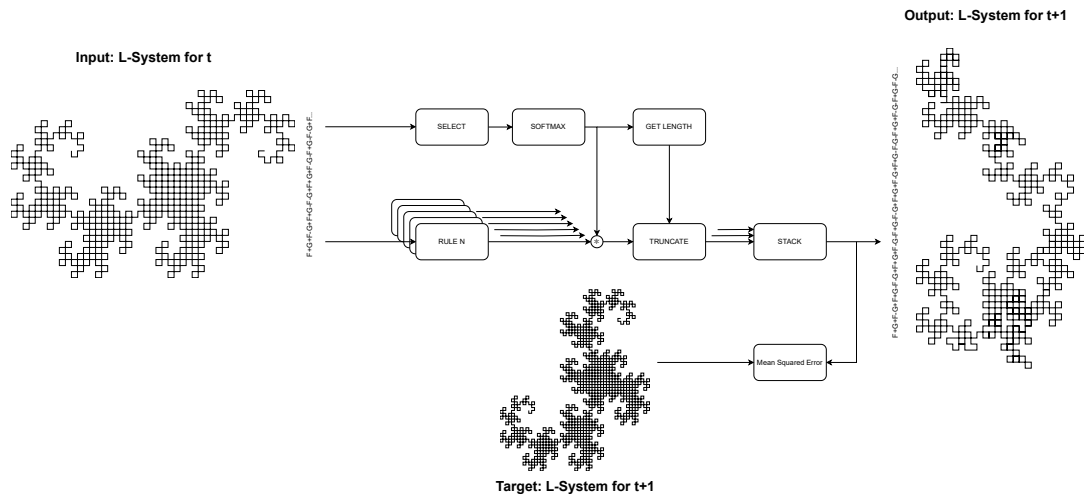 Output: L-System for t+1
Input: L-System for t
F+G+F-G+F+G-F-G+F+G+F-G-F+G-F-G+F...
SELECT
SOFTMAX
GET LENGTH
RULE N
*
TRUNCATE
STACK
Mean Squared Error
Target: L-System for t+1